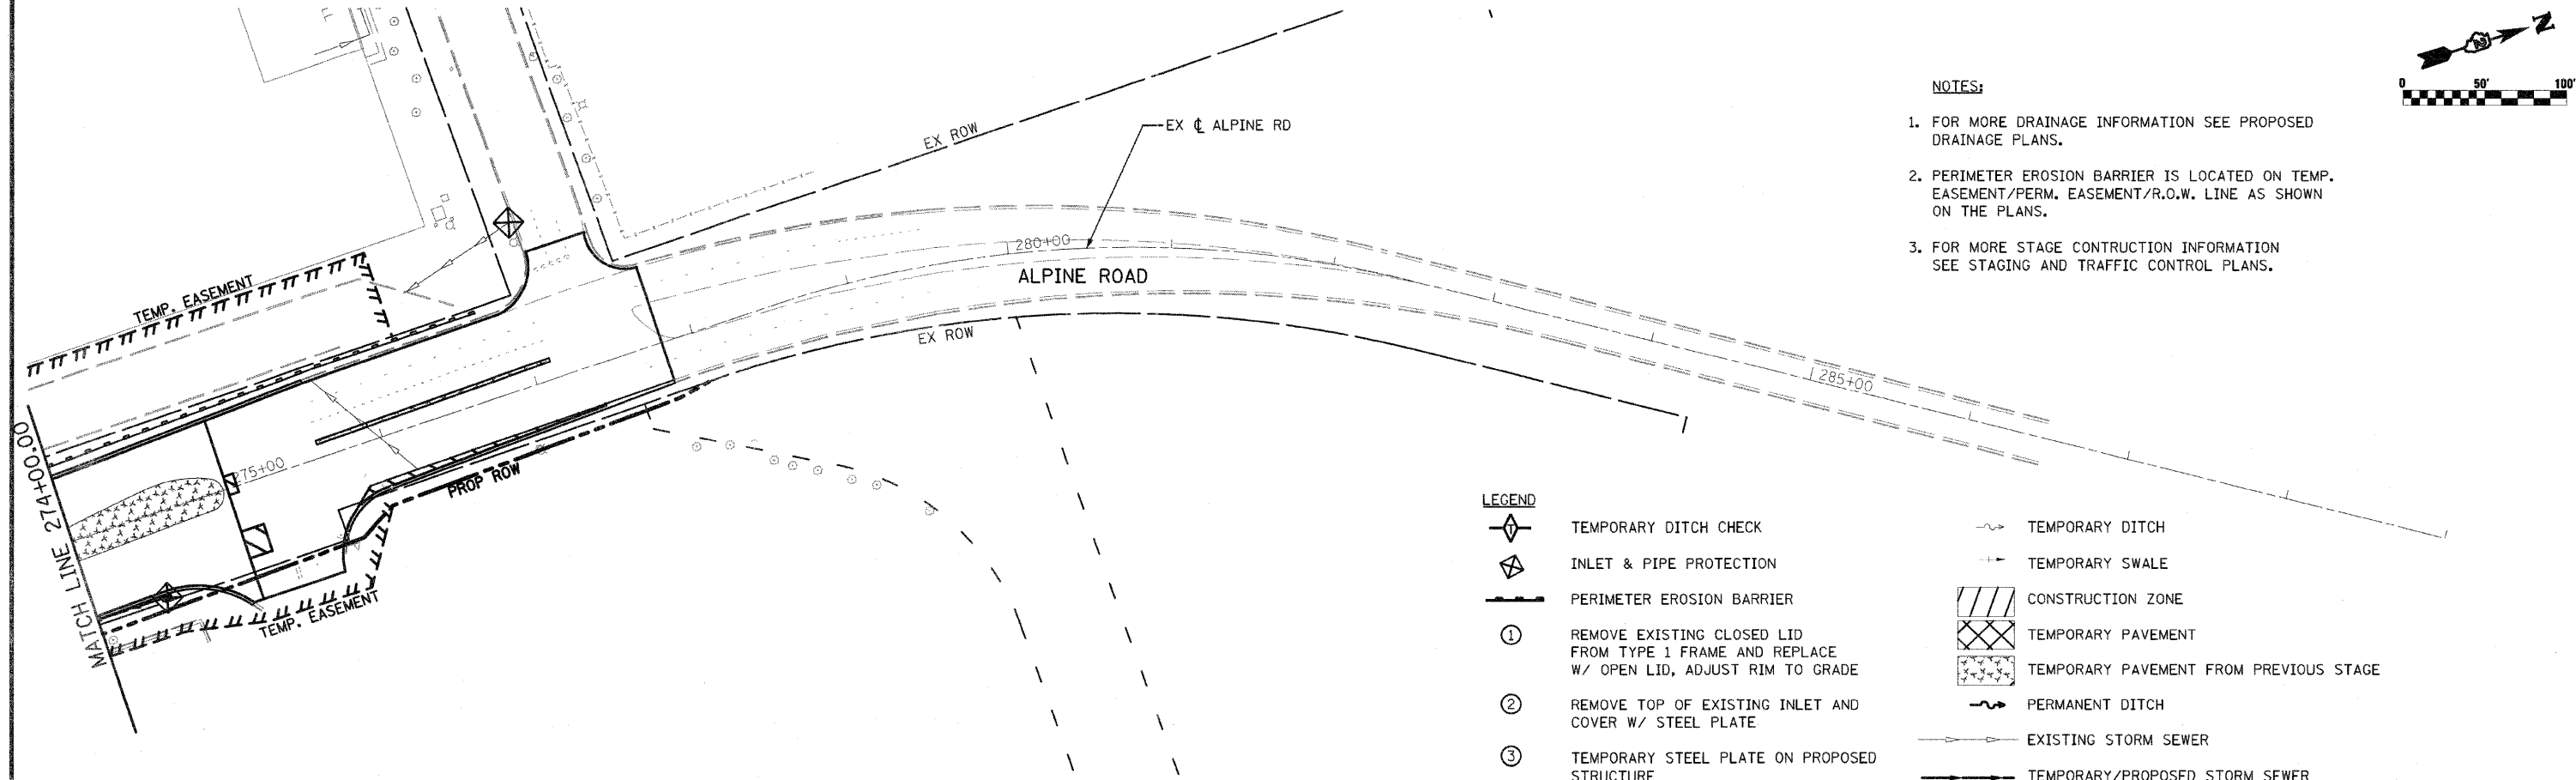 N
0 50' 100'
NOTES:
1. FOR MORE DRAINAGE INFORMATION SEE PROPOSED
DRAINAGE PLANS.
2. PERIMETER EROSION BARRIER IS LOCATED ON TEMP.
EASEMENT/PERM. EASEMENT/R.O.W. LINE AS SHOWN
ON THE PLANS.
3. FOR MORE STAGE CONTRUCTION INFORMATION
SEE STAGING AND TRAFFIC CONTROL PLANS.
EX ROW
EX ℄ ALPINE RD
280+00
ALPINE ROAD
EX ROW
285+00
TEMP. EASEMENT
MATCH LINE 274+00.00
275+00
PROP ROW
TEMP. EASEMENT
LEGEND
T TEMPORARY DITCH CHECK
INLET & PIPE PROTECTION
PERIMETER EROSION BARRIER
1 REMOVE EXISTING CLOSED LID
FROM TYPE 1 FRAME AND REPLACE
W/ OPEN LID, ADJUST RIM TO GRADE
2 REMOVE TOP OF EXISTING INLET AND
COVER W/ STEEL PLATE
3 TEMPORARY STEEL PLATE ON PROPOSED
STRUCTURE
TEMPORARY DITCH
TEMPORARY SWALE
CONSTRUCTION ZONE
TEMPORARY PAVEMENT
TEMPORARY PAVEMENT FROM PREVIOUS STAGE
PERMANENT DITCH
EXISTING STORM SEWER
TEMPORARY/PROPOSED STORM SEWER